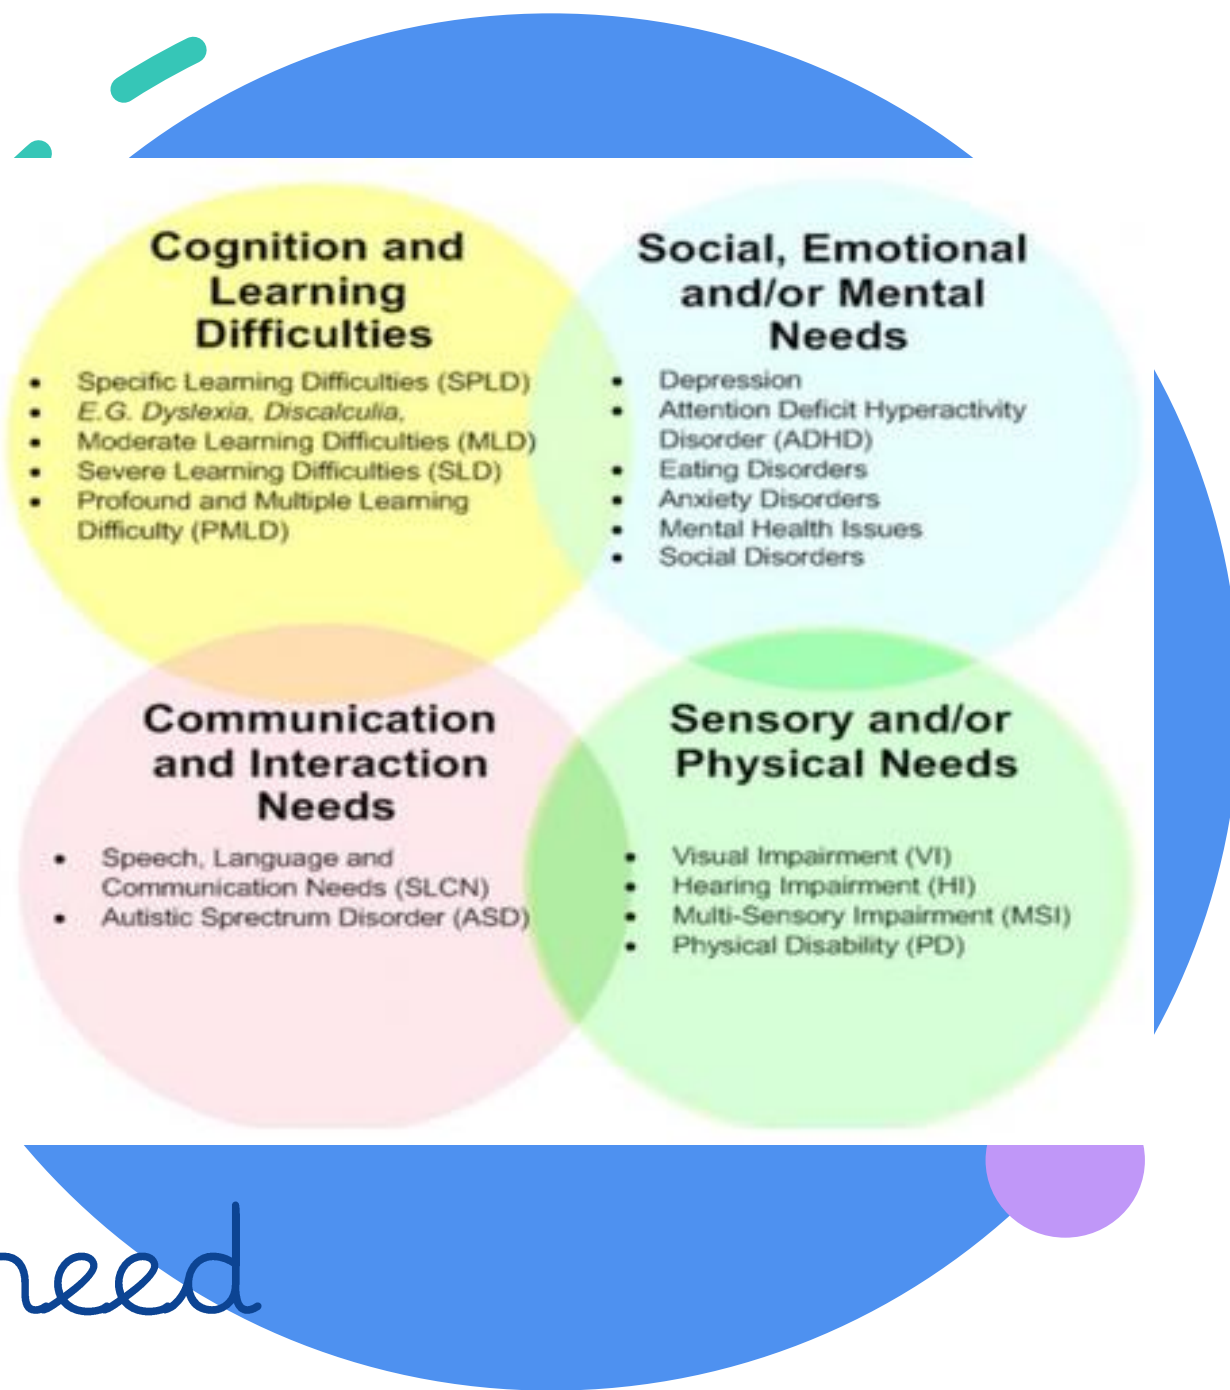 Cognition and
Learning
Difficulties
• Specific Learning Difficulties (SPLD)
• E.G. Dyslexia, Discalculia,
• Moderate Learning Difficulties (MLD)
• Severe Learning Difficulties (SLD)
• Profound and Multiple Learning
Difficulty (PMLD)
Social, Emotional
and/or Mental
Needs
• Depression
• Attention Deficit Hyperactivity
Disorder (ADHD)
• Eating Disorders
• Anxiety Disorders
• Mental Health Issues
• Social Disorders
Communication
and Interaction
Needs
• Speech, Language and
Communication Needs (SLCN)
• Autistic Sprectrum Disorder (ASD)
Sensory and/or
Physical Needs
• Visual Impairment (VI)
• Hearing Impairment (HI)
• Multi-Sensory Impairment (MSI)
• Physical Disability (PD)
need